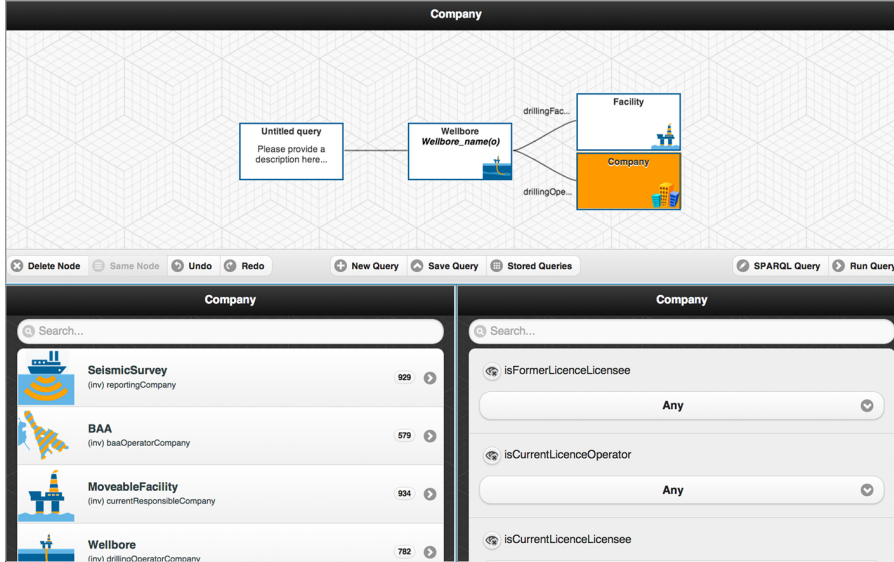 Company
Untitled query
Please provide a
description here...
Wellbore
Wellbore_name(o)
drillingFac...
Facility
Company
drillingOpe...
Delete Node
Same Node
Undo
Redo
New Query
Save Query
Stored Queries
SPARQL Query
Run Query
Company
Search...
SeismicSurvey
(inv) reportingCompany
929
BAA
(inv) baaOperatorCompany
579
MoveableFacility
(inv) currentResponsibleCompany
934
Wellbore
(inv) drillingOperatorCompany
782
Company
Search...
isFormerLicenceLicensee
Any
isCurrentLicenceOperator
Any
isCurrentLicenceLicensee